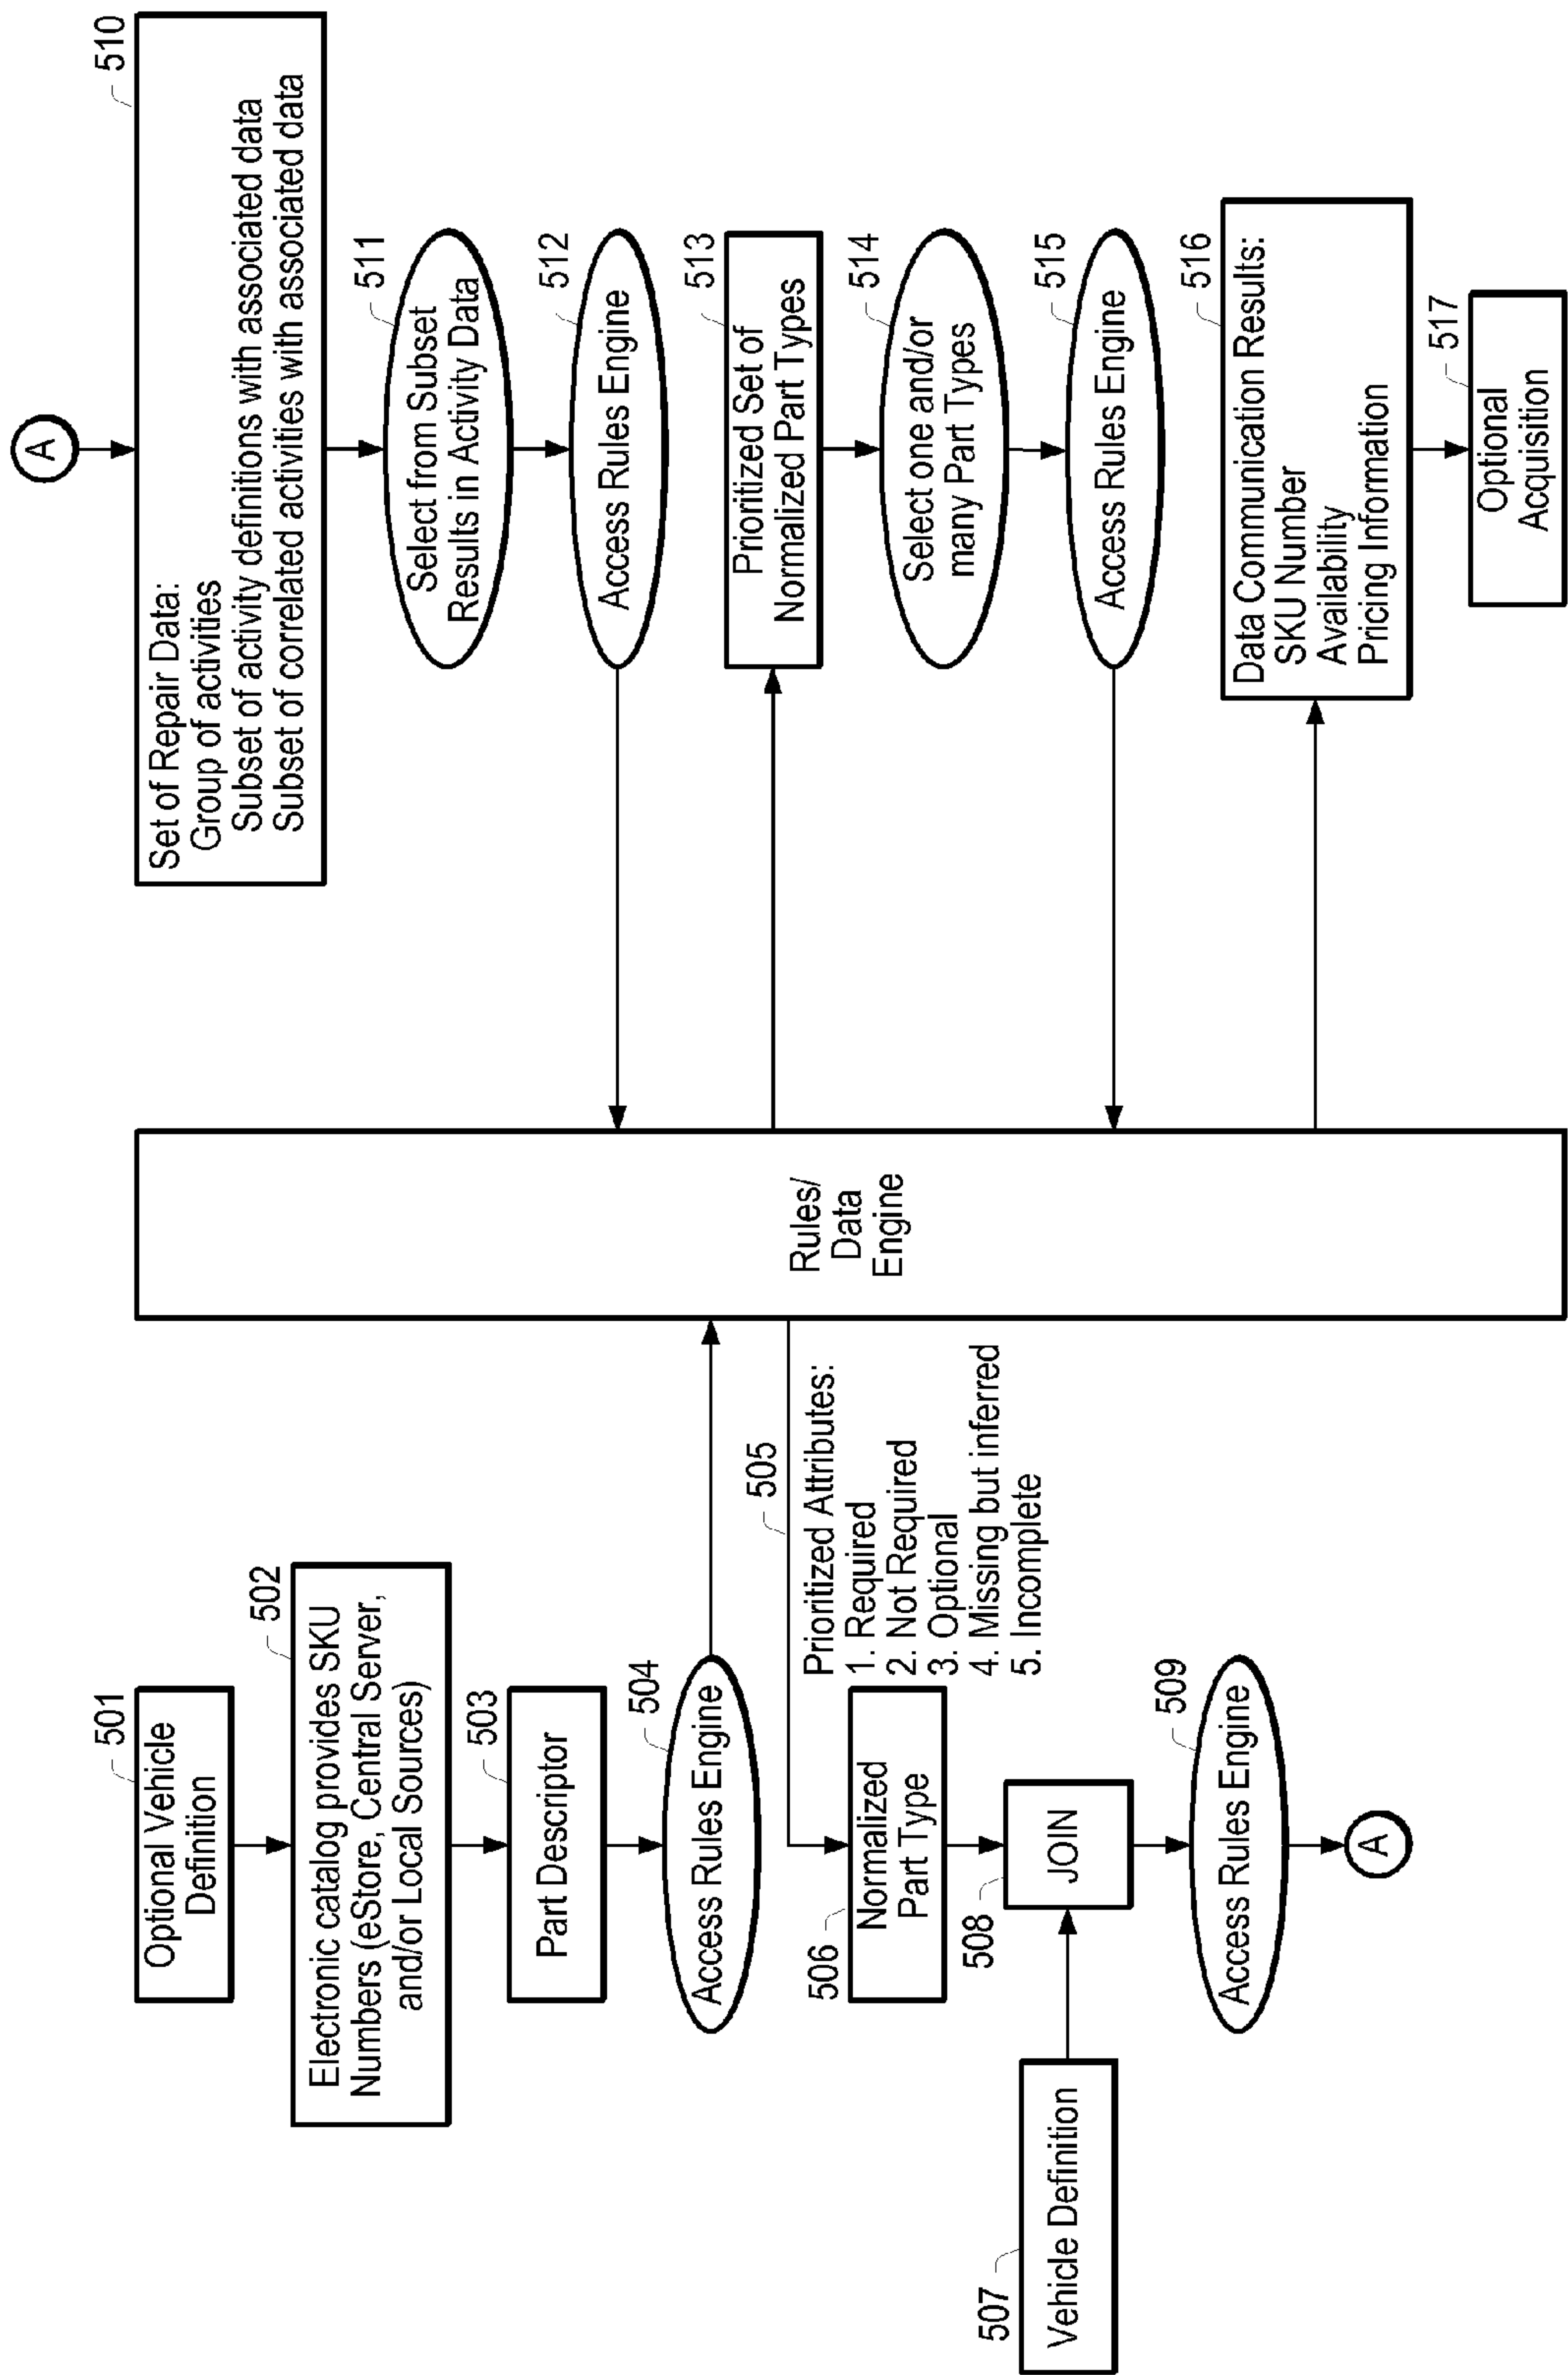 501
Optional Vehicle
Definition
502
Electronic catalog provides SKU
Numbers (eStore, Central Server,
and/or Local Sources)
503
Part Descriptor
504
Access Rules Engine
505
Prioritized Attributes:
1. Required
2. Not Required
3. Optional
4. Missing but inferred
5. Incomplete
506
Normalized
Part Type
507
Vehicle Definition
508
JOIN
509
Access Rules Engine
A
Rules/
Data
Engine
A
510
Set of Repair Data:
Group of activities
Subset of activity definitions with associated data
Subset of correlated activities with associated data
511
Select from Subset
Results in Activity Data
512
Access Rules Engine
513
Prioritized Set of
Normalized Part Types
514
Select one and/or
many Part Types
515
Access Rules Engine
516
Data Communication Results:
SKU Number
Availability
Pricing Information
517
Optional
Acquisition